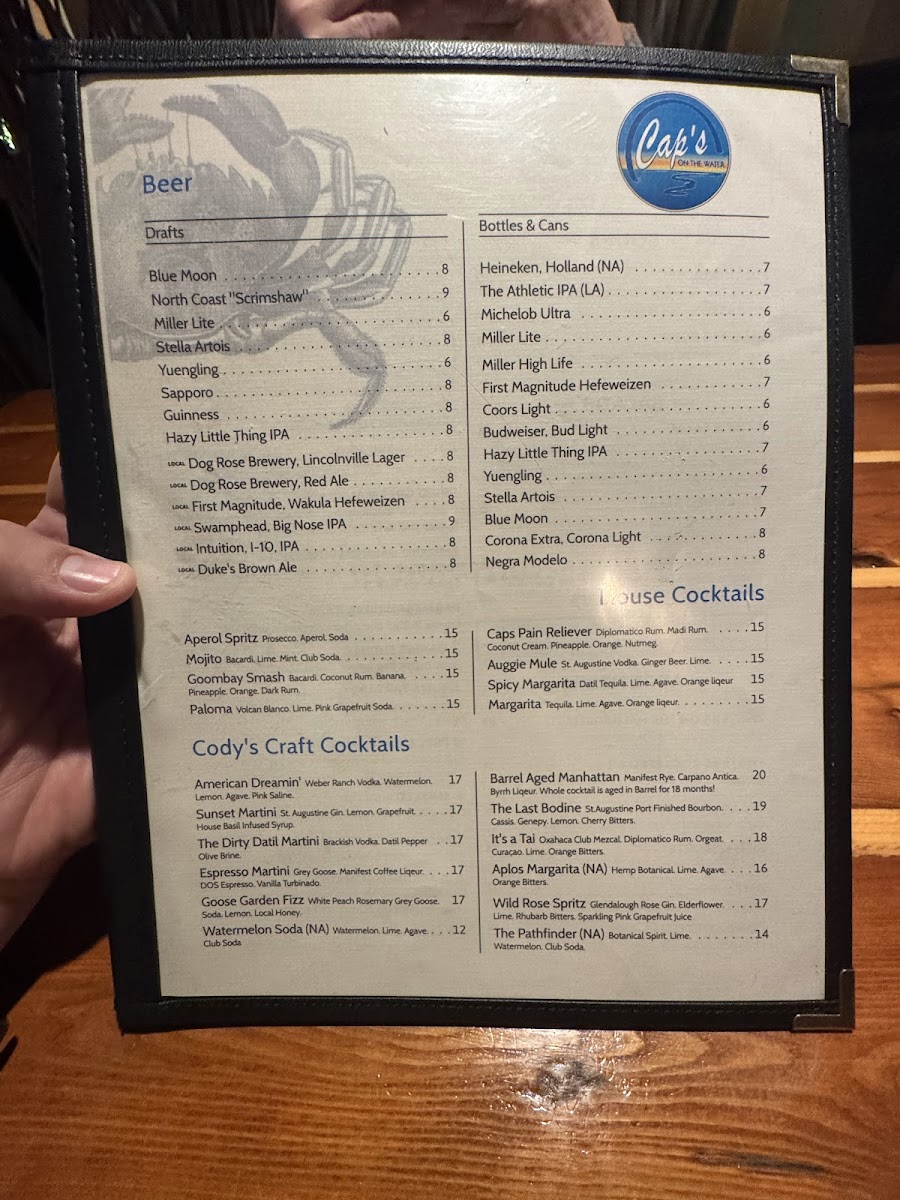 Cap's
ON THE WATER
Beer
Drafts
Blue Moon . . . . . . . . . . . . . . . . . . . . . . . . . 8
North Coast "Scrimshaw" . . . . . . . . . . . . . . 9
Miller Lite . . . . . . . . . . . . . . . . . . . . . . . . . 6
Stella Artois . . . . . . . . . . . . . . . . . . . . . . . 8
Yuengling . . . . . . . . . . . . . . . . . . . . . . . . . 6
Sapporo . . . . . . . . . . . . . . . . . . . . . . . . . . 8
Guinness . . . . . . . . . . . . . . . . . . . . . . . . . 8
Hazy Little Thing IPA . . . . . . . . . . . . . . . . . 8
LOCAL Dog Rose Brewery, Lincolnville Lager . . . . 8
LOCAL Dog Rose Brewery, Red Ale . . . . . . . . . . 8
LOCAL First Magnitude, Wakula Hefeweizen . . . . 8
LOCAL Swamphead, Big Nose IPA . . . . . . . . . . 9
LOCAL Intuition, I-10, IPA . . . . . . . . . . . . . . . 8
LOCAL Duke's Brown Ale . . . . . . . . . . . . . . . 8
Bottles & Cans
Heineken, Holland (NA) . . . . . . . . . . . . . . . 7
The Athletic IPA (LA) . . . . . . . . . . . . . . . . . 7
Michelob Ultra . . . . . . . . . . . . . . . . . . . . . 6
Miller Lite . . . . . . . . . . . . . . . . . . . . . . . . 6
Miller High Life . . . . . . . . . . . . . . . . . . . . . 6
First Magnitude Hefeweizen . . . . . . . . . . . . 7
Coors Light . . . . . . . . . . . . . . . . . . . . . . . 6
Budweiser, Bud Light . . . . . . . . . . . . . . . . 6
Hazy Little Thing IPA . . . . . . . . . . . . . . . . 7
Yuengling . . . . . . . . . . . . . . . . . . . . . . . . 6
Stella Artois . . . . . . . . . . . . . . . . . . . . . . 7
Blue Moon . . . . . . . . . . . . . . . . . . . . . . . 7
Corona Extra, Corona Light . . . . . . . . . . . . 8
Negra Modelo . . . . . . . . . . . . . . . . . . . . . 8
House Cocktails
Aperol Spritz Prosecco, Aperol, Soda . . . . . . . . . . . 15
Mojito Bacardi, Lime, Mint, Club Soda. . . . . . . . . . . . 15
Goombay Smash Bacardi, Coconut Rum, Banana, . . . . . 15
Pineapple, Orange, Dark Rum.
Paloma Volcan Blanco, Lime, Pink Grapefruit Soda. . . . . . . 15
Caps Pain Reliever Diplomatico Rum, Madi Rum, . . . . . 15
Coconut Cream, Pineapple, Orange, Nutmeg.
Auggie Mule St. Augustine Vodka, Ginger Beer, Lime. . . . . 15
Spicy Margarita Datil Tequila, Lime, Agave, Orange liqeur 15
Margarita Tequila, Lime, Agave, Orange liqeur. . . . . . . . . 15
Cody's Craft Cocktails
American Dreamin' Weber Ranch Vodka, Watermelon, 17
Lemon, Agave, Pink Saline.
Sunset Martini St. Augustine Gin, Lemon, Grapefruit, . . . . . 17
House Basil Infused Syrup.
The Dirty Datil Martini Brackish Vodka, Datil Pepper . . 17
Olive Brine.
Espresso Martini Grey Goose, Manifest Coffee Liqeur, . . . 17
DOS Espresso, Vanilla Turbinado.
Goose Garden Fizz White Peach Rosemary Grey Goose, 17
Soda, Lemon, Local Honey.
Watermelon Soda (NA) Watermelon, Lime, Agave, . . . 12
Club Soda
Barrel Aged Manhattan Manifest Rye, Carpano Antica, 20
Byrrh Liqeur, Whole cocktail is aged in Barrel for 18 months!
The Last Bodine St.Augustine Port Finished Bourbon, . . . 19
Cassis, Genepy, Lemon, Cherry Bitters.
It's a Tai Oxahaca Club Mezcal, Diplomatico Rum, Orgeat, . . . 18
Curaçao, Lime, Orange Bitters.
Aplos Margarita (NA) Hemp Botanical, Lime, Agave, . . . 16
Orange Bitters.
Wild Rose Spritz Glendalough Rose Gin, Elderflower, . . . . 17
Lime, Rhubarb Bitters, Sparkling Pink Grapefruit Juice
The Pathfinder (NA) Botanical Spirit, Lime, . . . . . . . . 14
Watermelon, Club Soda.